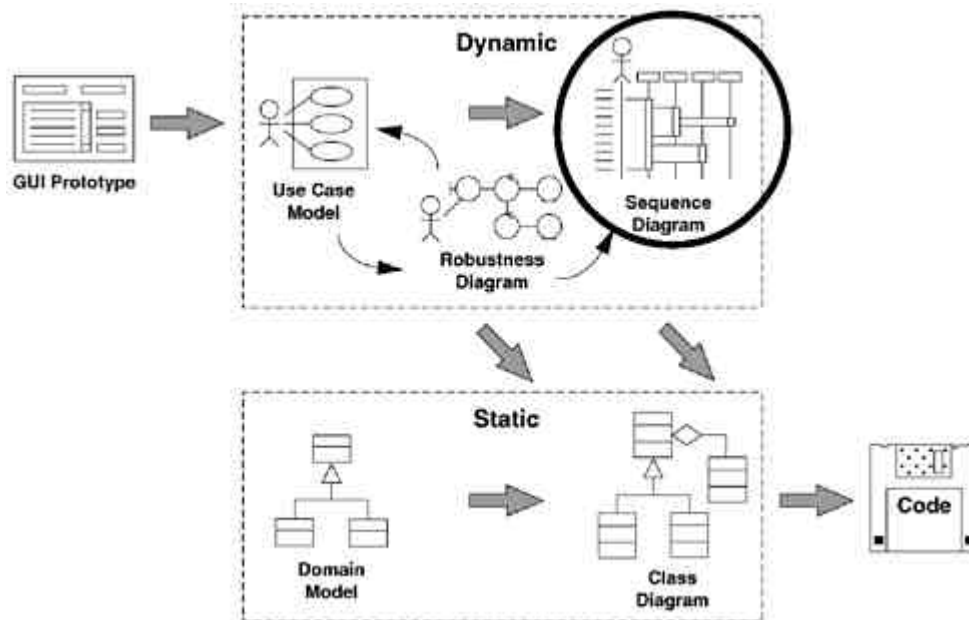 Dynamic
GUI Prototype
Use Case
Model
Robustness
Diagram
Sequence
Diagram
Static
Domain
Model
Class
Diagram
Code